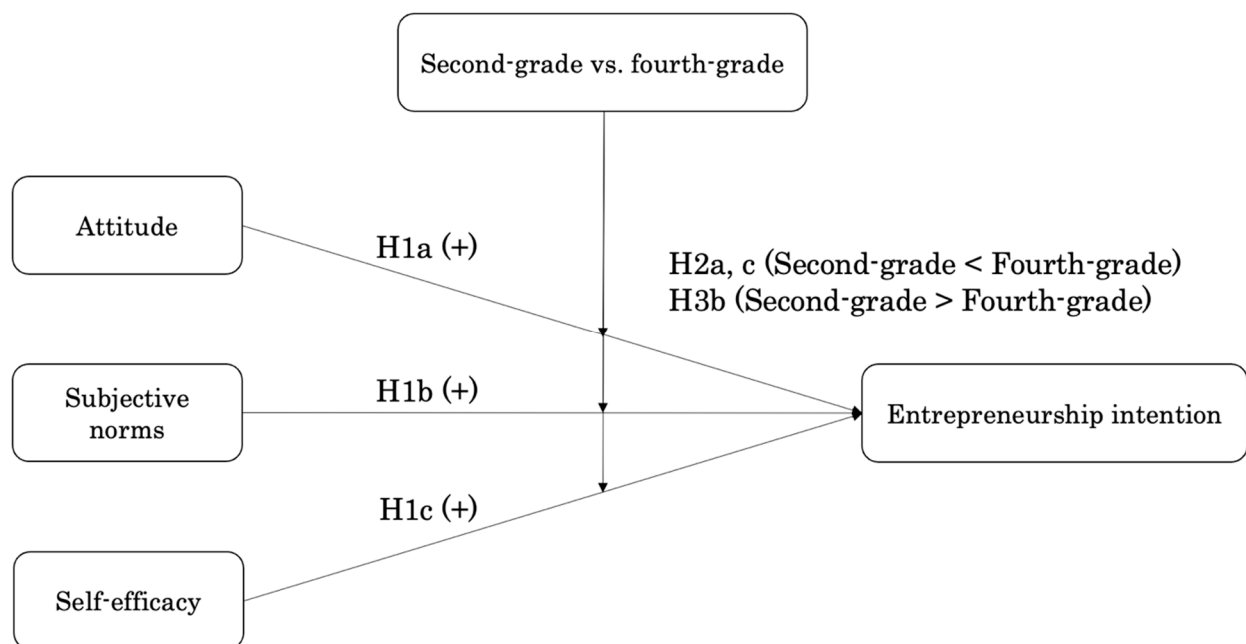 Second-grade vs. fourth-grade
Attitude
H1a (+)
H2a, c (Second-grade < Fourth-grade)
H3b (Second-grade > Fourth-grade)
Subjective
norms
H1b (+)
Entrepreneurship intention
H1c (+)
Self-efficacy